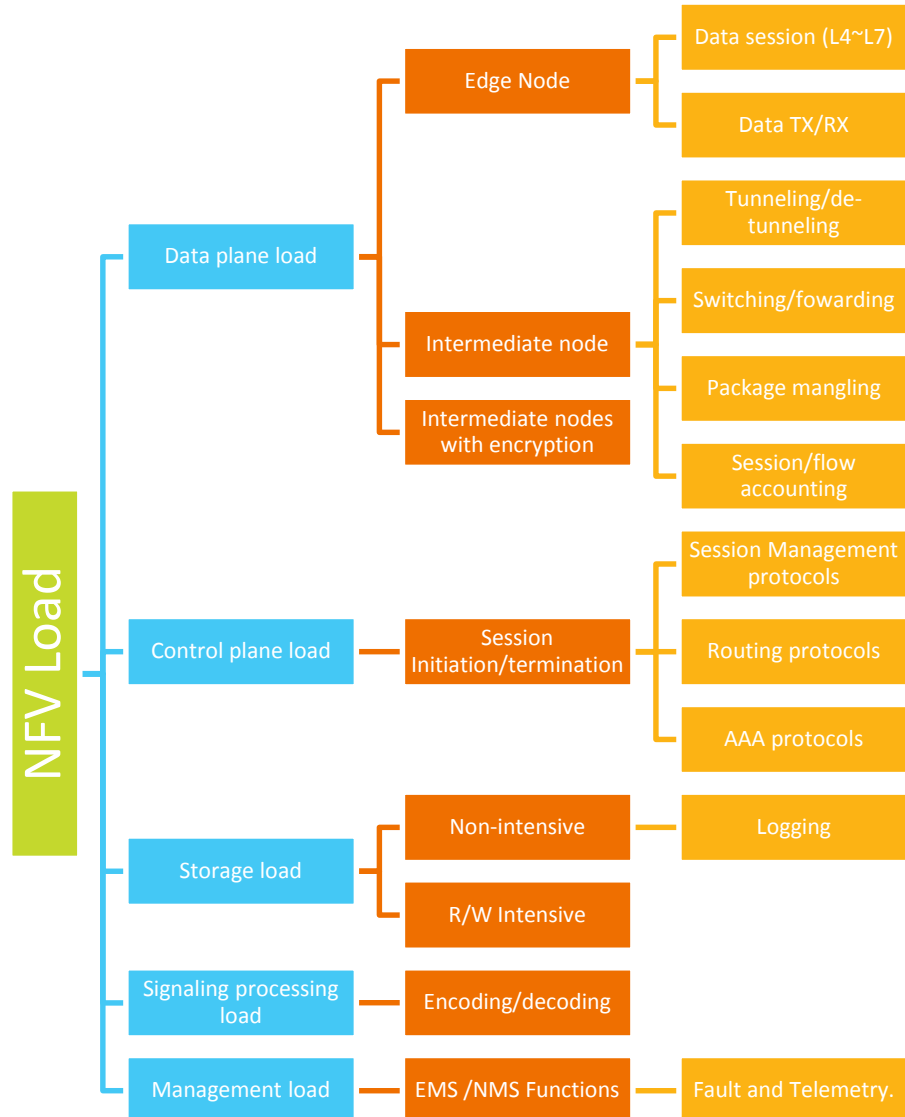 NFV Load
Data plane load
Edge Node
Data session (L4~L7)
Data TX/RX
Intermediate node
Tunneling/de-
tunneling
Switching/fowarding
Package mangling
Session/flow
accounting
Intermediate nodes
with encryption
Control plane load
Session
Initiation/termination
Session Management
protocols
Routing protocols
AAA protocols
Storage load
Non-intensive
Logging
R/W Intensive
Signaling processing
load
Encoding/decoding
Management load
EMS /NMS Functions
Fault and Telemetry.